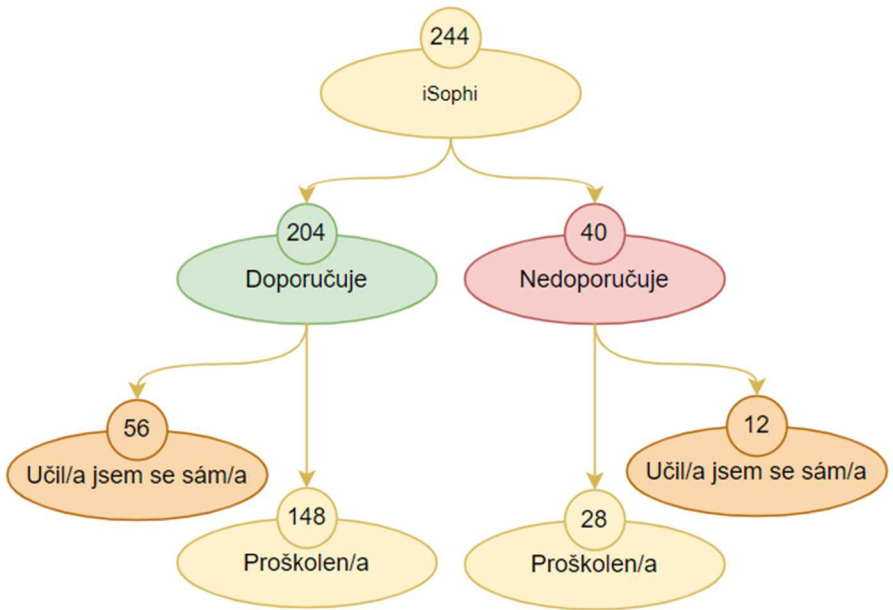 244
iSophi
204
Doporučuje
40
Nedoporučuje
56
Učil/a jsem se sám/a
12
Učil/a jsem se sám/a
148
Proškolen/a
28
Proškolen/a